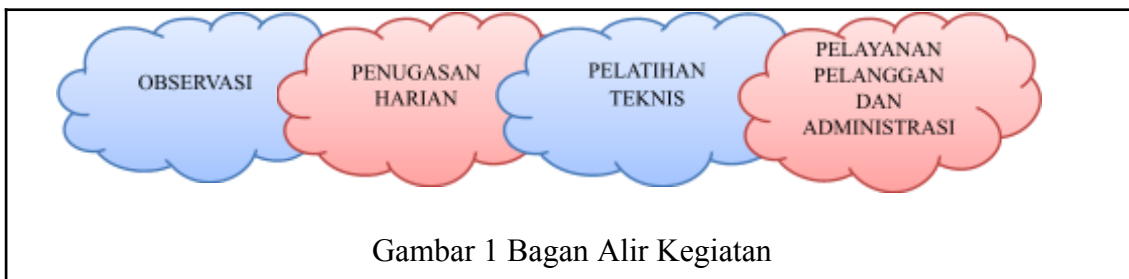 OBSERVASI
PENUGASAN
HARIAN
PELATIHAN
TEKNIS
PELAYANAN
PELANGGAN
DAN
ADMINISTRASI
Gambar 1 Bagan Alir Kegiatan